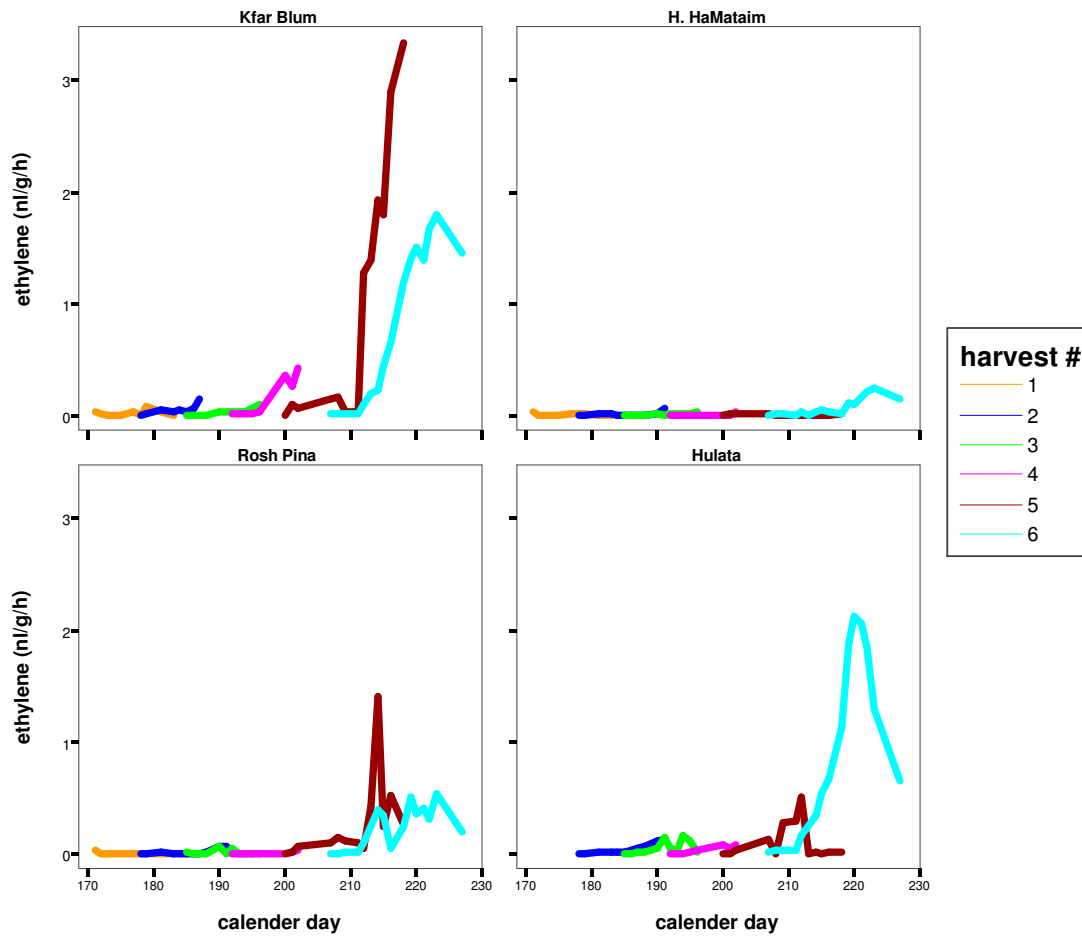 Kfar Blum
H. HaMataim
ethylene (nl/g/h)
3
2
1
0
Rosh Pina
Hulata
ethylene (nl/g/h)
3
2
1
0
170 180 190 200 210 220 230
170 180 190 200 210 220 230
calender day
calender day
harvest #
1
2
3
4
5
6